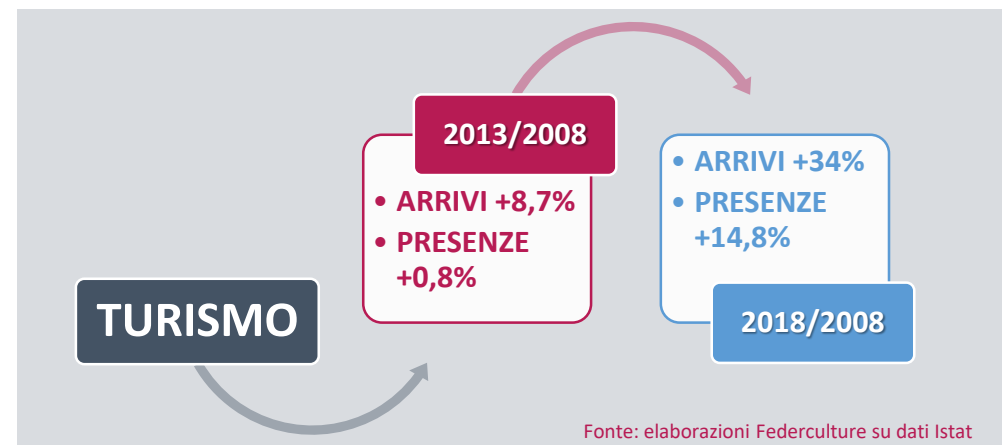 TURISMO
2013/2008
• ARRIVI +8,7%
• PRESENZE
+0,8%
• ARRIVI +34%
• PRESENZE
+14,8%
2018/2008
Fonte: elaborazioni Federculture su dati Istat